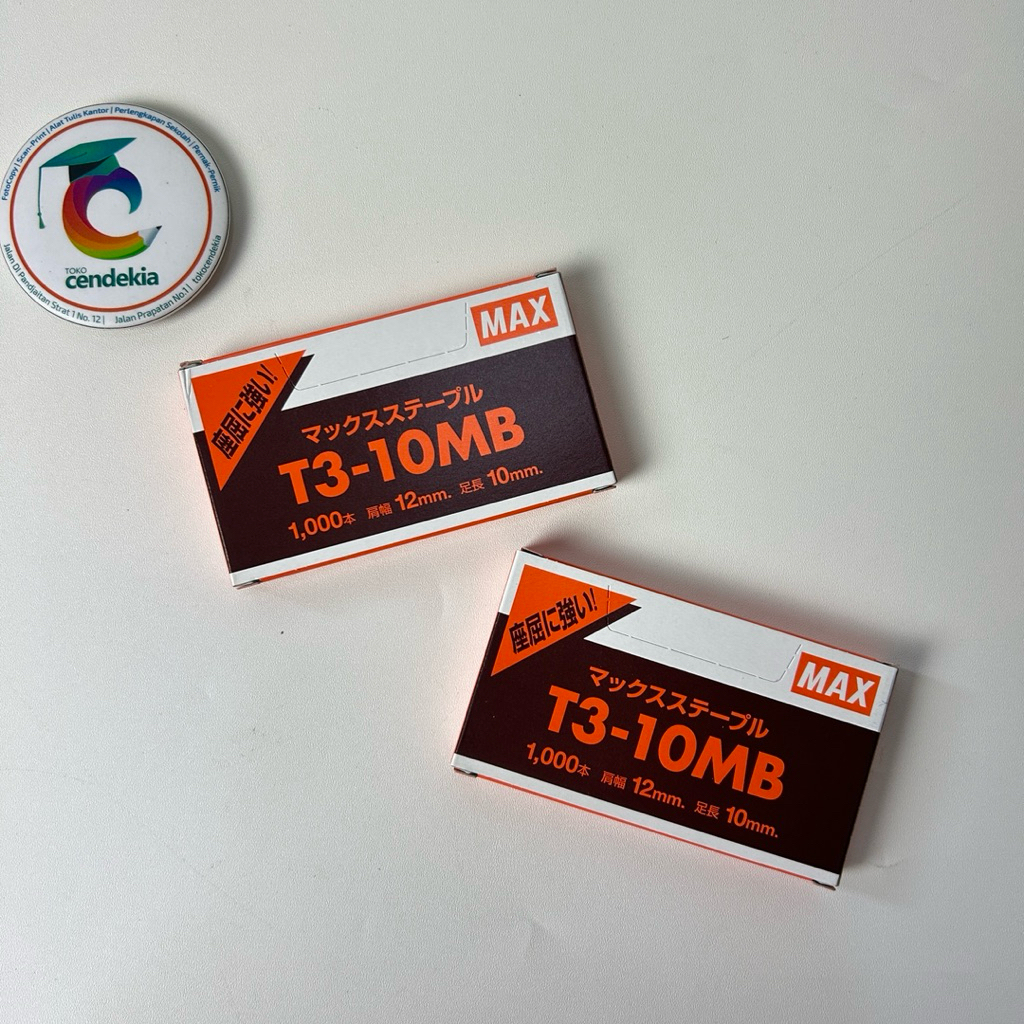 FotoCopy | Scan-Print | Alat Tulis Kantor | Perlengkapan Sekolah | Pernak-Pernik
TOKO
cendekia
Jalan DI Pandjaitan Strat 1 No. 12 | Jalan Prapatan No.1 | tokocendekia
MAX
座屈に強い!
マックスステープル
T3-10MB
1,000本 肩幅 12mm. 足長 10mm.
MAX
座屈に強い!
マックスステープル
T3-10MB
1,000本 肩幅 12mm. 足長 10mm.